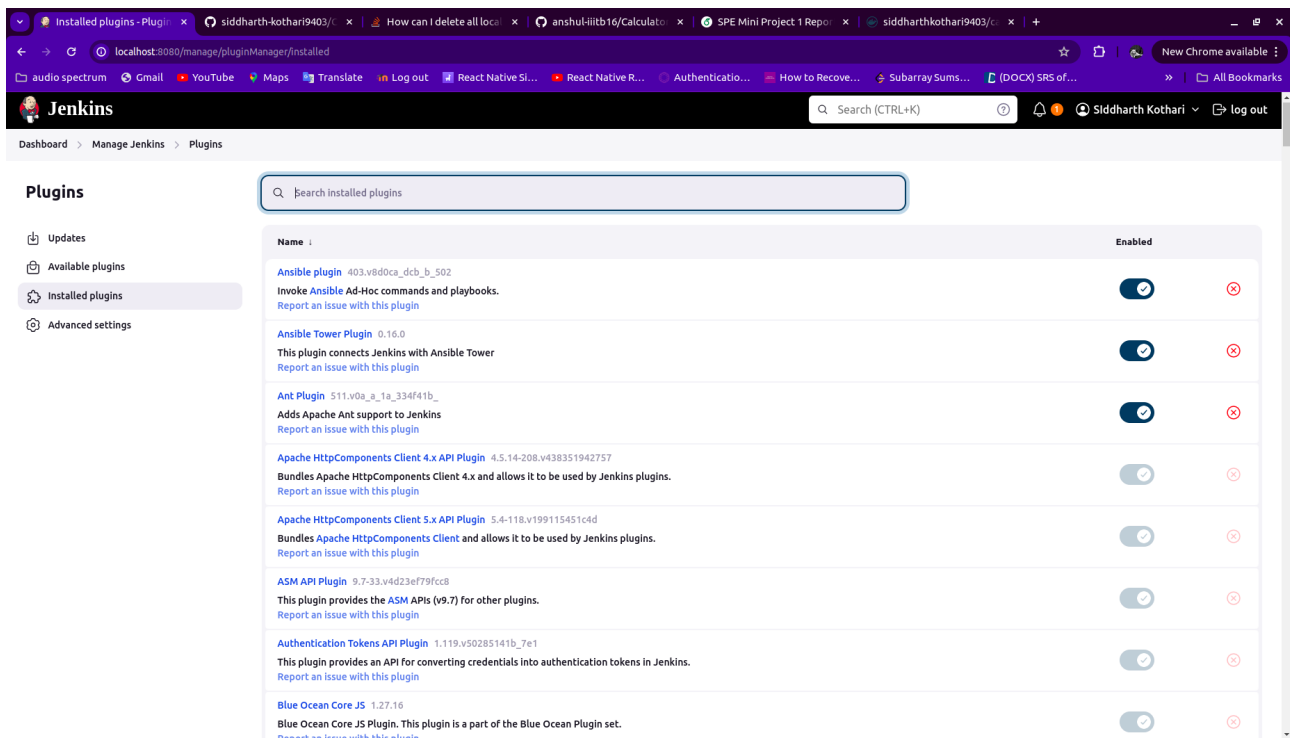 Installed plugins - Plugin
siddharth-kothari9403/C
How can I delete all local
anshul-iiitb16/Calculator
SPE Mini Project 1 Repor
siddharthkothari9403/ca
localhost:8080/manage/pluginManager/installed
New Chrome available
audio spectrum
Gmail
YouTube
Maps
Translate
Log out
React Native Si...
React Native R...
Authenticatio...
How to Recove...
Subarray Sums...
(DOCX) SRS of...
»
All Bookmarks
Jenkins
Search (CTRL+K)
1
SIddharth Kothari
log out
Dashboard > Manage Jenkins > Plugins
Plugins
Search installed plugins
Updates
Available plugins
Installed plugins
Advanced settings
Name ↓ Enabled
Ansible plugin 403.v8d0ca_dcb_b_502
Invoke Ansible Ad-Hoc commands and playbooks.
Report an issue with this plugin
Ansible Tower Plugin 0.16.0
This plugin connects Jenkins with Ansible Tower
Report an issue with this plugin
Ant Plugin 511.v0a_a_1a_334f41b_
Adds Apache Ant support to Jenkins
Report an issue with this plugin
Apache HttpComponents Client 4.x API Plugin 4.5.14-208.v438351942757
Bundles Apache HttpComponents Client 4.x and allows it to be used by Jenkins plugins.
Report an issue with this plugin
Apache HttpComponents Client 5.x API Plugin 5.4-118.v199115451c4d
Bundles Apache HttpComponents Client and allows it to be used by Jenkins plugins.
Report an issue with this plugin
ASM API Plugin 9.7-33.v4d23ef79fcc8
This plugin provides the ASM APIs (v9.7) for other plugins.
Report an issue with this plugin
Authentication Tokens API Plugin 1.119.v50285141b_7e1
This plugin provides an API for converting credentials into authentication tokens in Jenkins.
Report an issue with this plugin
Blue Ocean Core JS 1.27.16
Blue Ocean Core JS Plugin. This plugin is a part of the Blue Ocean Plugin set.
Report an issue with this plugin